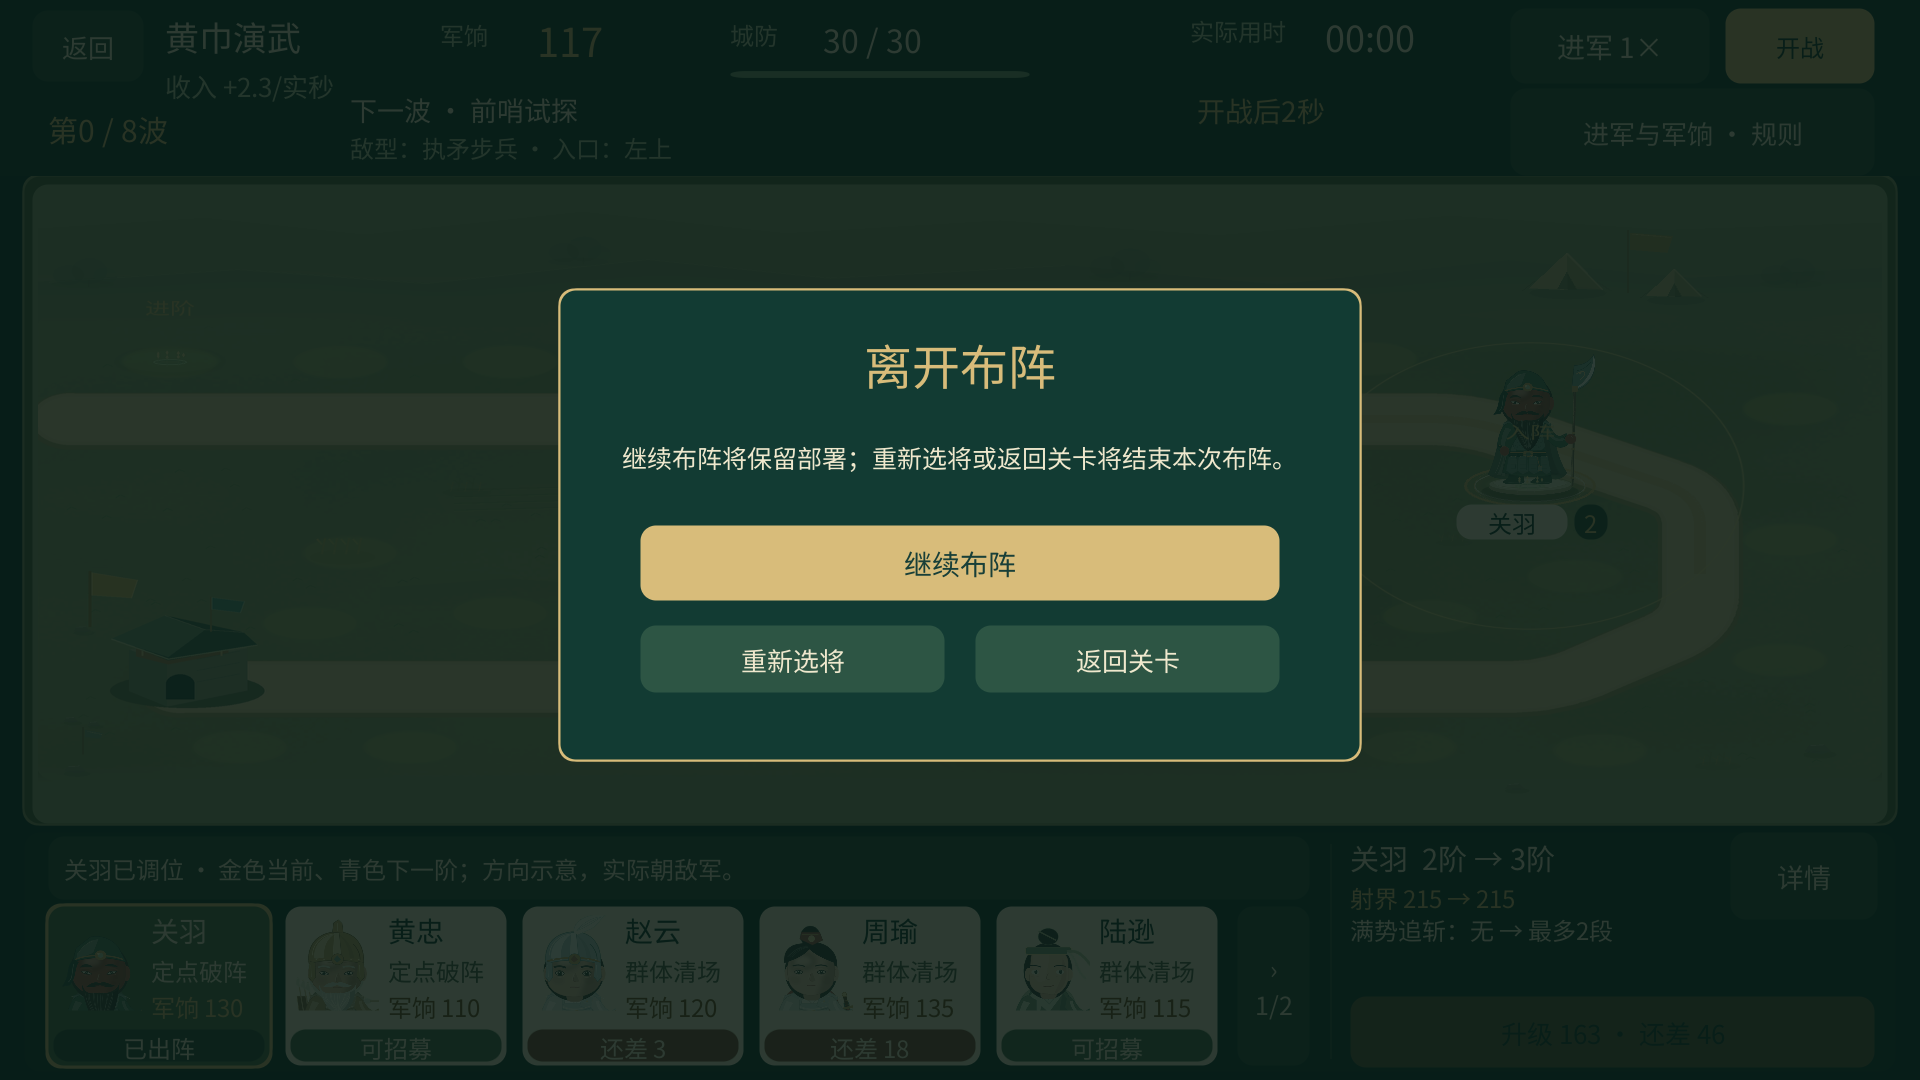 返回
黄巾演武
收入 +2.3/实秒
军饷
117
城防
30 / 30
实际用时
00:00
进军 1×
开战
第0 / 8波
下一波 · 前哨试探
敌型：执矛步兵 · 入口：左上
开战后2秒
进军与军饷 · 规则
进阶
离开布阵
继续布阵将保留部署；重新选将或返回关卡将结束本次布阵。
继续布阵
重新选将
返回关卡
入阵
关羽
2
关羽已调位 · 金色当前、青色下一阶；方向示意，实际朝敌军。
关羽
定点破阵
军饷 130
已出阵
黄忠
定点破阵
军饷 110
可招募
赵云
群体清场
军饷 120
还差 3
周瑜
群体清场
军饷 135
还差 18
陆逊
群体清场
军饷 115
可招募
›
1/2
关羽 2阶 → 3阶
射界 215 → 215
满势追斩：无 → 最多2段
详情
升级 163 · 还差 46